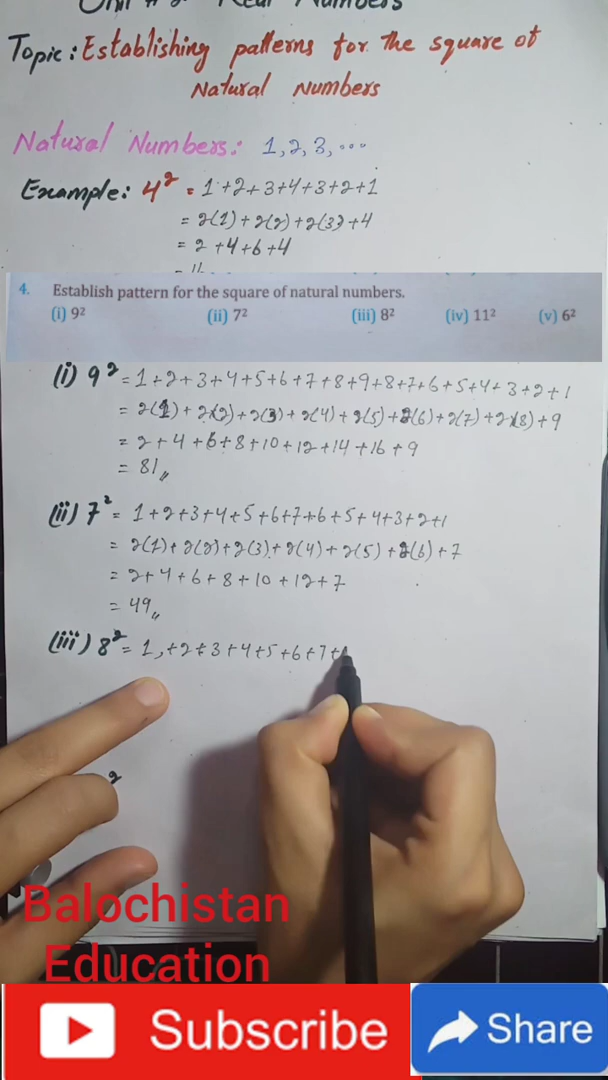 Unit # 2 Real Numbers
Topic: Establishing patterns for the square of
Natural Numbers
Natural Numbers: 1, 2, 3, ...
Example: 4² = 1+2+3+4+3+2+1
= 2(1)+2(2)+2(3)+4
= 2+4+6+4
4. Establish pattern for the square of natural numbers.
(i) 9² (ii) 7² (iii) 8² (iv) 11² (v) 6²
(i) 9² = 1+2+3+4+5+6+7+8+9+8+7+6+5+4+3+2+1
= 2(1)+2(2)+2(3)+2(4)+2(5)+2(6)+2(7)+2(8)+9
= 2+4+6+8+10+12+14+16+9
= 81
(ii) 7² = 1+2+3+4+5+6+7+6+5+4+3+2+1
= 2(1)+2(2)+2(3)+2(4)+2(5)+2(6)+7
= 2+4+6+8+10+12+7
= 49
(iii) 8² = 1,+2+3+4+5+6+7+
2
Balochistan
Education
Subscribe Share